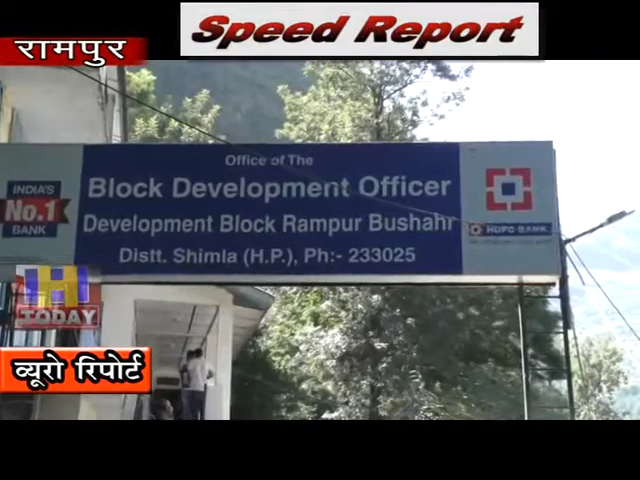 Speed Report
रामपुर
Office of The
Block Development Officer
Development Block Rampur Bushahr
Distt. Shimla (H.P.), Ph:- 233025
INDIA'S
No.1
BANK
HDFC BANK
H
TODAY
व्यूरो रिपोर्ट